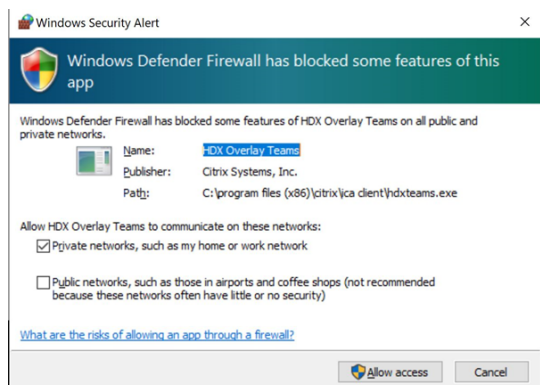 Windows Security Alert
Windows Defender Firewall has blocked some features of this
app
Windows Defender Firewall has blocked some features of HDX Overlay Teams on all public and
private networks.
Name: HDX Overlay Teams
Publisher: Citrix Systems, Inc.
Path: C:\program files (x86)\citrix\ica client\hdxteams.exe
Allow HDX Overlay Teams to communicate on these networks:
Private networks, such as my home or work network
Public networks, such as those in airports and coffee shops (not recommended
because these networks often have little or no security)
What are the risks of allowing an app through a firewall?
Allow access Cancel